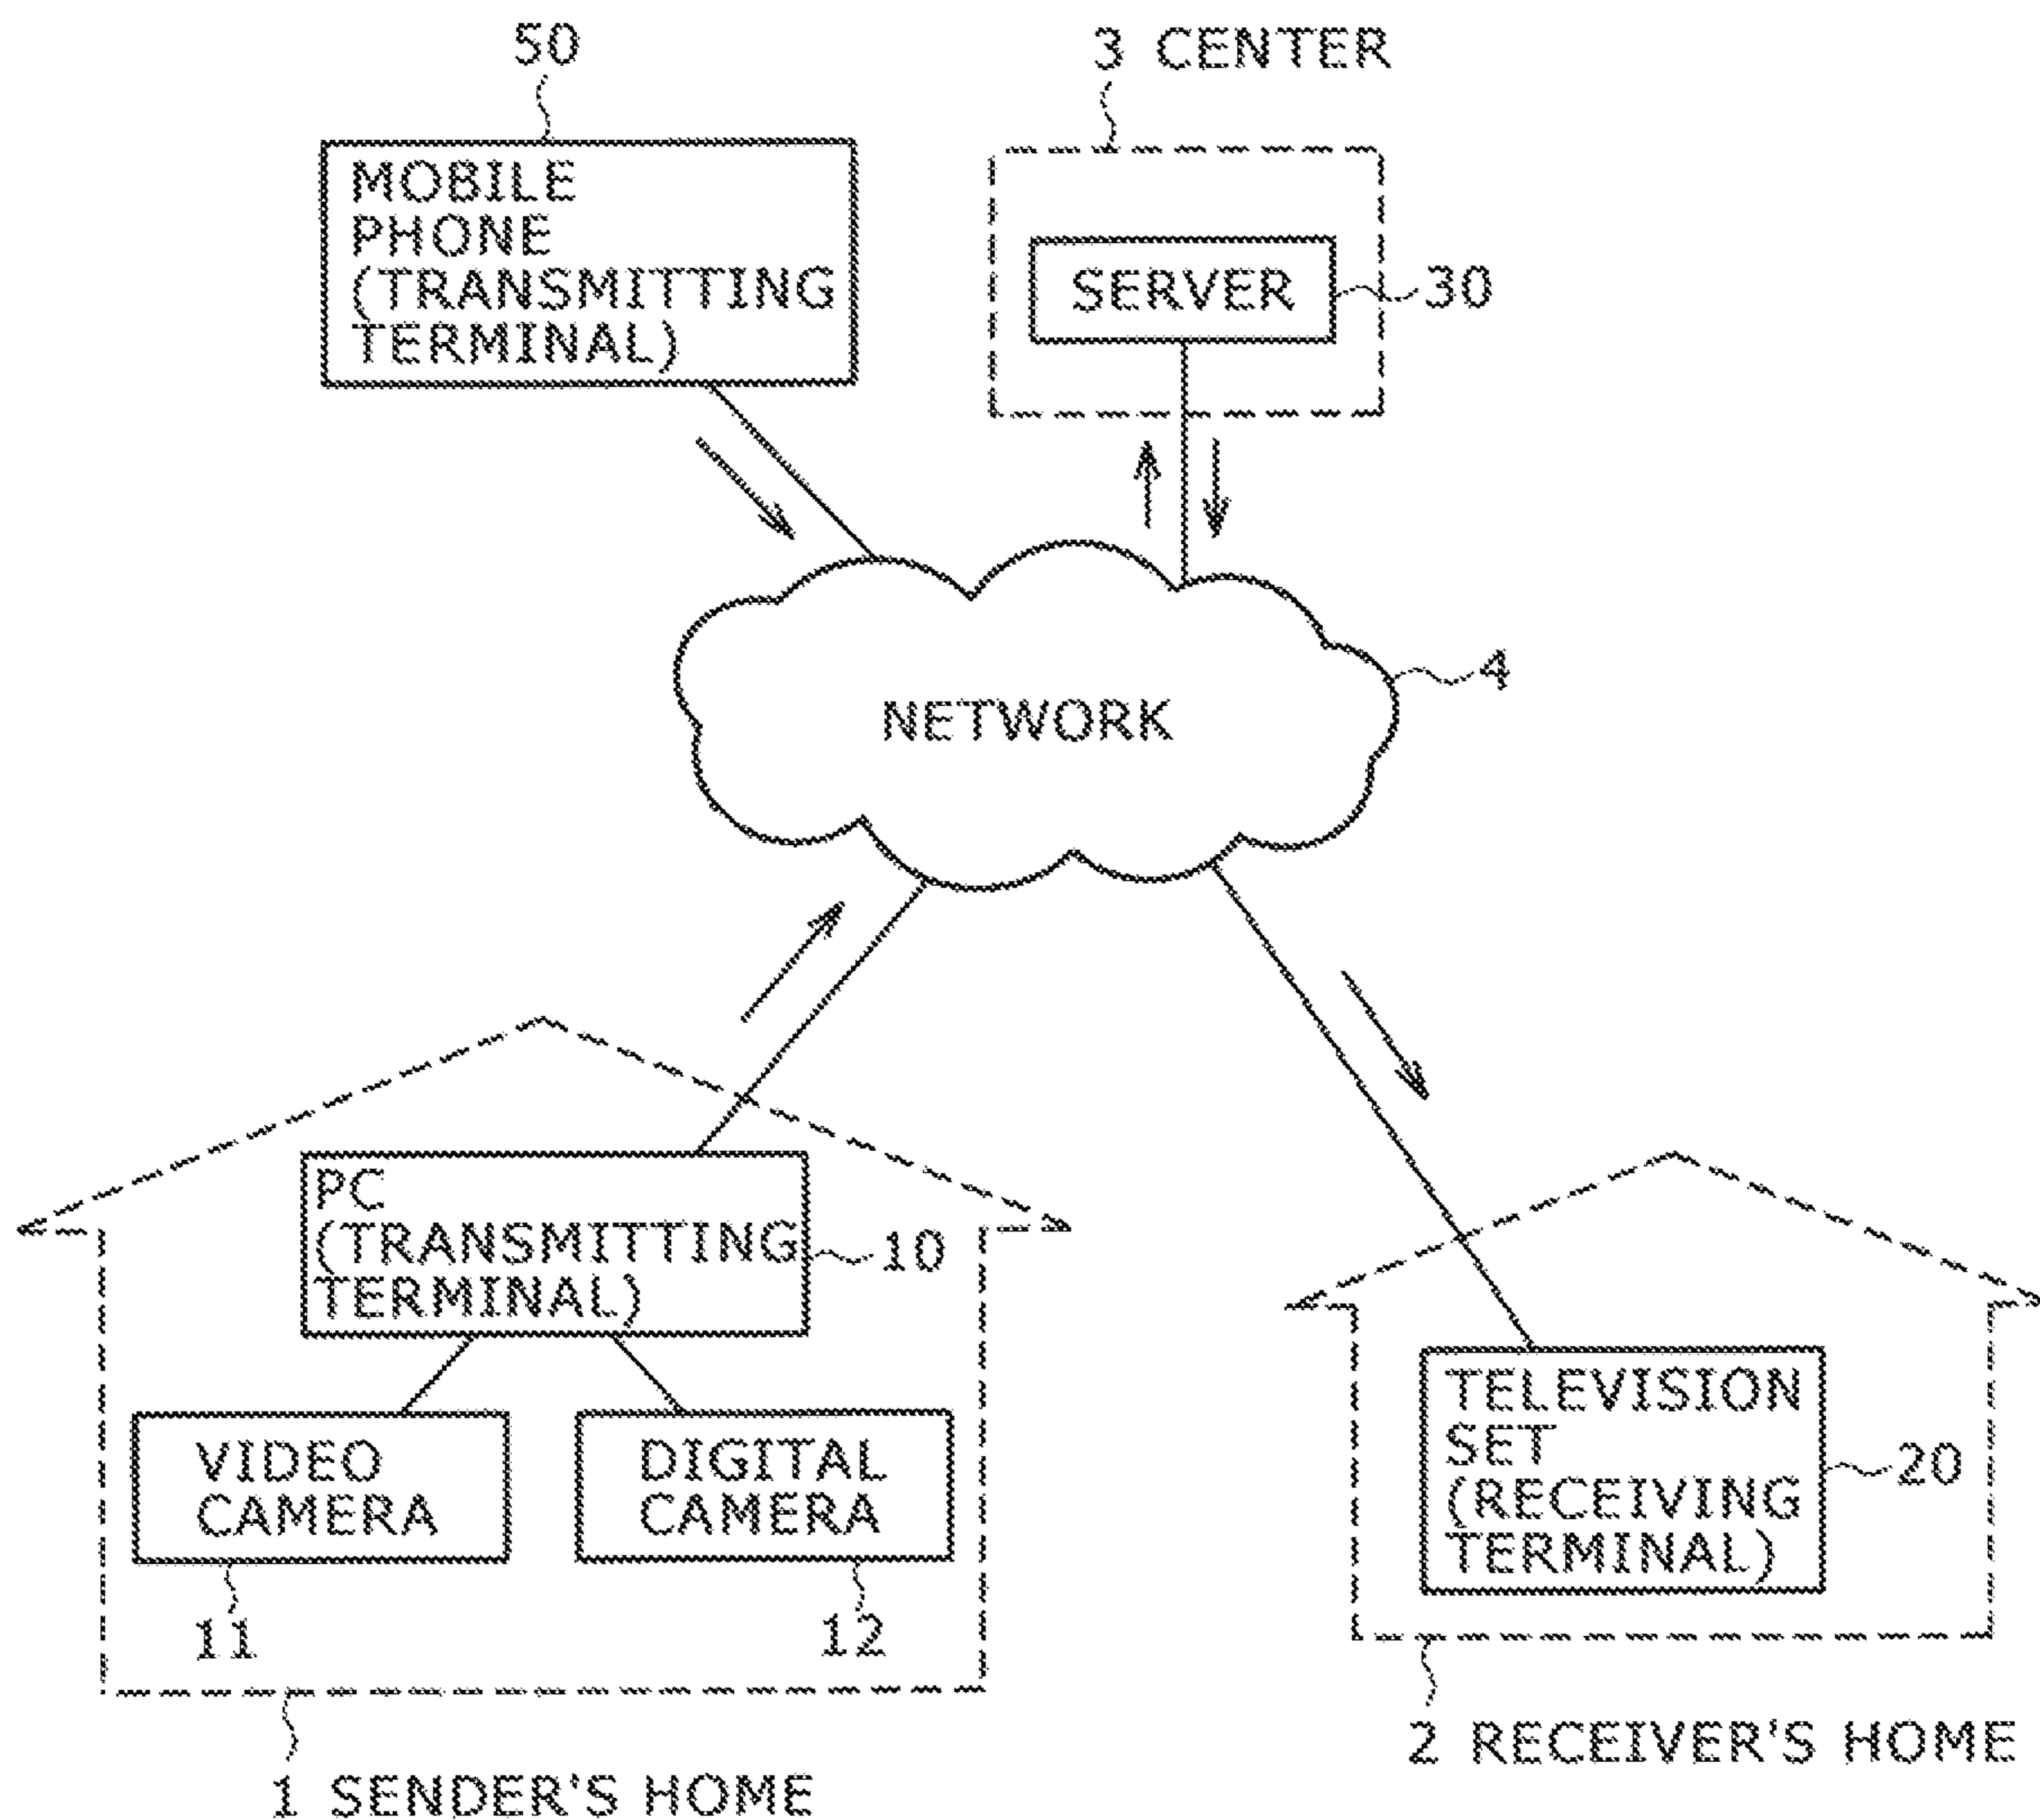 50
3 CENTER
MOBILE
PHONE
(TRANSMITTING
TERMINAL)
SERVER
30
NETWORK
4
PC
(TRANSMITTING
TERMINAL)
10
VIDEO
CAMERA
DIGITAL
CAMERA
11
12
1 SENDER'S HOME
TELEVISION
SET
(RECEIVING
TERMINAL)
20
2 RECEIVER'S HOME